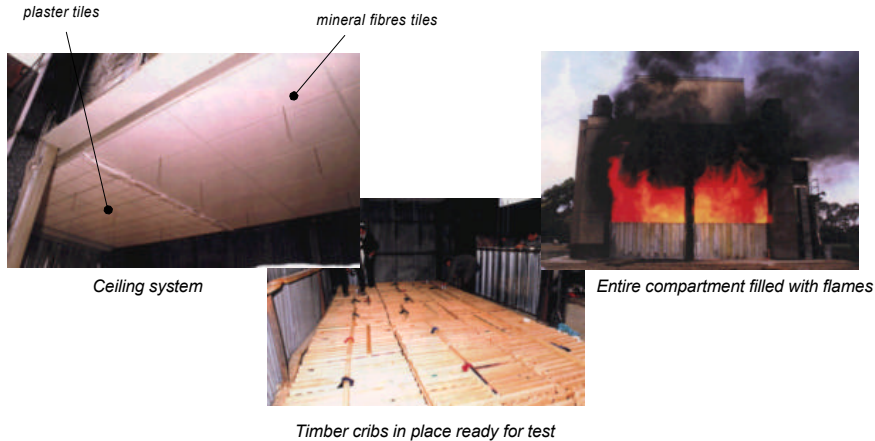 plaster tiles
mineral fibres tiles
Ceiling system
Entire compartment filled with flames
Timber cribs in place ready for test